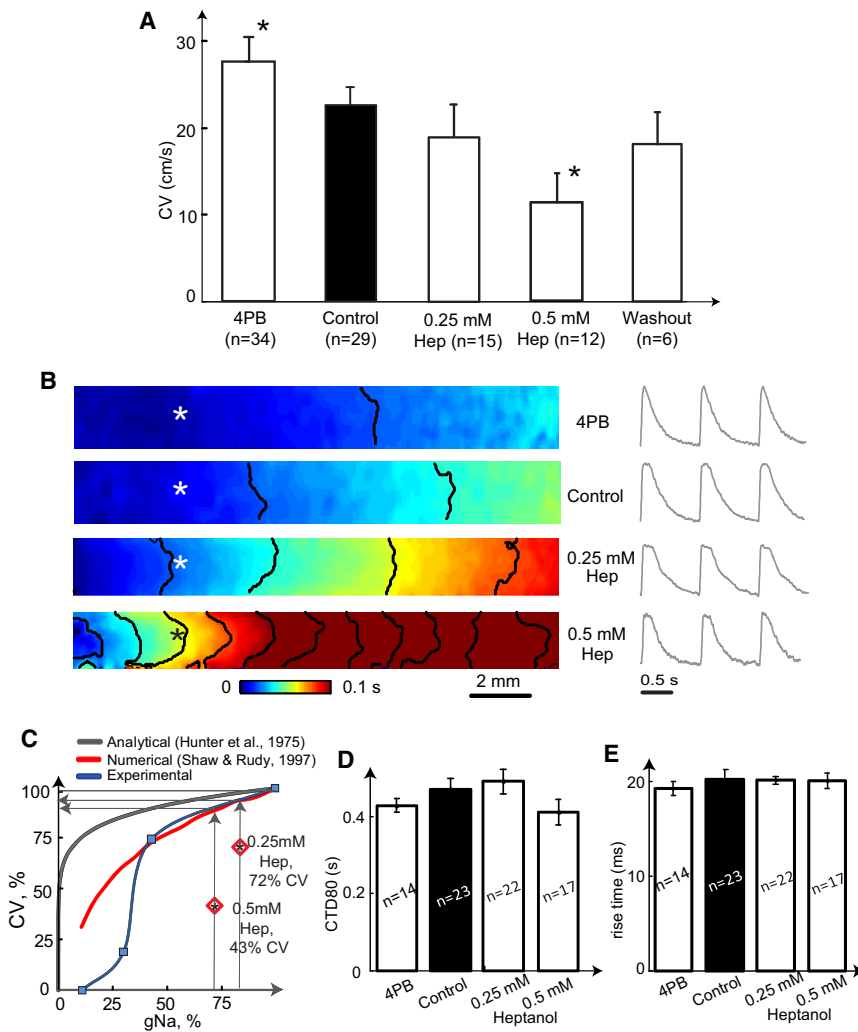 A
*
30
20
10
0
CV (cm/s)
*
4PB
(n=34)
Control
(n=29)
0.25 mM
Hep (n=15)
0.5 mM
Hep (n=12)
Washout
(n=6)
B
*
4PB
*
Control
*
0.25 mM
Hep
*
0.5 mM
Hep
0
0.1 s
2 mm
0.5 s
C
Analytical (Hunter et al., 1975)
Numerical (Shaw & Rudy, 1997)
Experimental
100
75
50
25
0
CV, %
0
25
50
75
gNa, %
*
0.25mM
Hep,
72% CV
*
0.5mM
Hep,
43% CV
D
0.4
0.2
0
CTD80 (s)
n=14
n=23
n=22
n=17
4PB
Control
0.25 mM
0.5 mM
Heptanol
E
20
10
0
rise time (ms)
n=14
n=23
n=22
n=17
4PB
Control
0.25 mM
0.5 mM
Heptanol